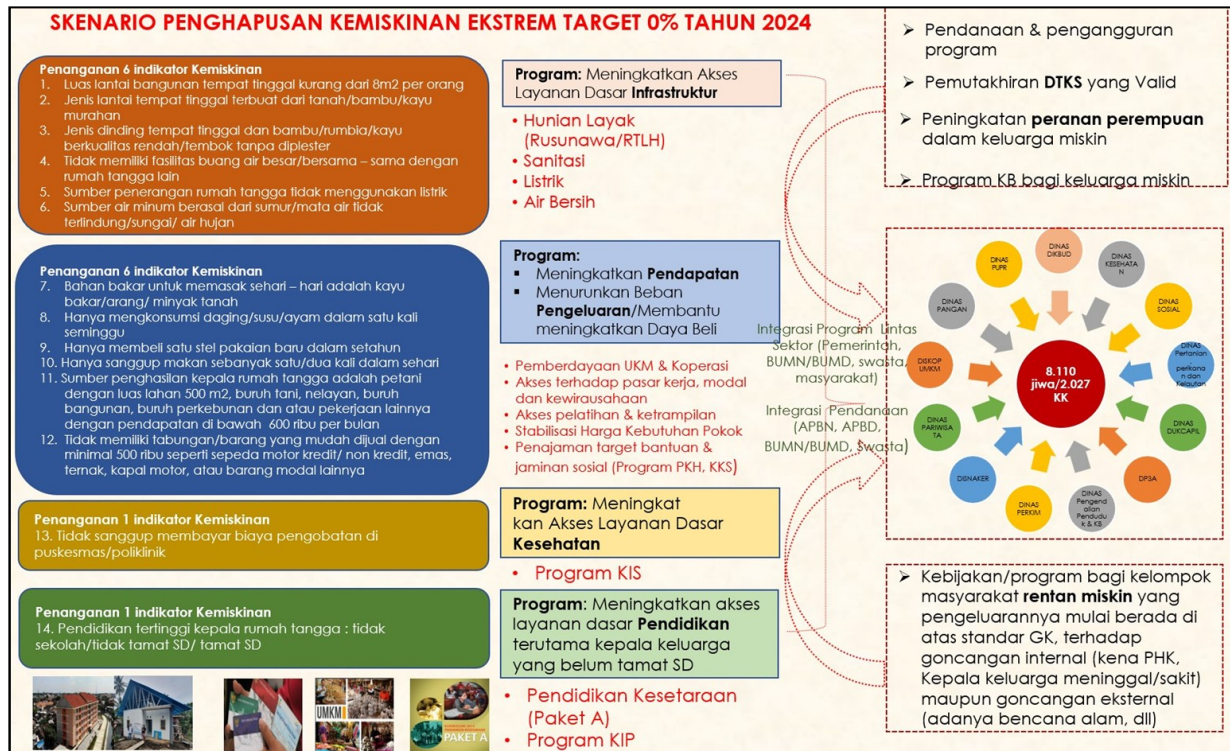 SKENARIO PENGHAPUSAN KEMISKINAN EKSTREM TARGET 0% TAHUN 2024
Penanganan 6 indikator Kemiskinan
1. Luas lantai bangunan tempat tinggal kurang dari 8m2 per orang
2. Jenis lantai tempat tinggal terbuat dari tanah/bambu/kayu
murahan
3. Jenis dinding tempat tinggal dan bambu/rumbia/kayu
berkualitas rendah/tembok tanpa diplester
4. Tidak memiliki fasilitas buang air besar/bersama – sama dengan
rumah tangga lain
5. Sumber penerangan rumah tangga tidak menggunakan listrik
6. Sumber air minum berasal dari sumur/mata air tidak
terlindung/sungai/ air hujan
Program: Meningkatkan Akses
Layanan Dasar Infrastruktur
• Hunian Layak
(Rusunawa/RTLH)
• Sanitasi
• Listrik
• Air Bersih
Penanganan 6 indikator Kemiskinan
7. Bahan bakar untuk memasak sehari – hari adalah kayu
bakar/arang/ minyak tanah
8. Hanya mengkonsumsi daging/susu/ayam dalam satu kali
seminggu
9. Hanya membeli satu stel pakaian baru dalam setahun
10. Hanya sanggup makan sebanyak satu/dua kali dalam sehari
11. Sumber penghasilan kepala rumah tangga adalah petani
dengan luas lahan 500 m2, buruh tani, nelayan, buruh
bangunan, buruh perkebunan dan atau pekerjaan lainnya
dengan pendapatan di bawah 600 ribu per bulan
12. Tidak memiliki tabungan/barang yang mudah dijual dengan
minimal 500 ribu seperti sepeda motor kredit/ non kredit, emas,
ternak, kapal motor, atau barang modal lainnya
Program:
▪ Meningkatkan Pendapatan
▪ Menurunkan Beban
Pengeluaran/Membantu
meningkatkan Daya Beli
• Pemberdayaan UKM & Koperasi
• Akses terhadap pasar kerja, modal
dan kewirausahaan
• Akses pelatihan & ketrampilan
• Stabilisasi Harga Kebutuhan Pokok
• Penajaman target bantuan &
jaminan sosial (Program PKH, KKS)
Penanganan 1 indikator Kemiskinan
13. Tidak sanggup membayar biaya pengobatan di
puskesmas/poliklinik
Program: Meningkat
kan Akses Layanan Dasar
Kesehatan
• Program KIS
Penanganan 1 indikator Kemiskinan
14. Pendidikan tertinggi kepala rumah tangga : tidak
sekolah/tidak tamat SD/ tamat SD
Program: Meningkatkan akses
layanan dasar Pendidikan
terutama kepala keluarga
yang belum tamat SD
• Pendidikan Kesetaraan
(Paket A)
• Program KIP
UMKM
PAKET A
Integrasi Program Lintas
Sektor (Pemerintah,
BUMN/BUMD, swasta,
masyarakat)
Integrasi Pendanaan
(APBN, APBD,
BUMN/BUMD, Swasta)
➢ Pendanaan & pengangguran
program
➢ Pemutakhiran DTKS yang Valid
➢ Peningkatan peranan perempuan
dalam keluarga miskin
➢ Program KB bagi keluarga miskin
DINAS
DIKBUD
DINAS
KESEHATA
N
DINAS
SOSIAL
DINAS
Pertanian
perikana
n dan
Kelautan
DINAS
DUKCAPIL
DP3A
DINAS
Pengend
alian
Pendudu
k & KB
DINAS
PERKIM
DISNAKER
DINAS
PARIWISA
TA
DISKOP
UMKM
DINAS
PANGAN
DINAS
PUPR
8.110
jiwa/2.027
KK
➢ Kebijakan/program bagi kelompok
masyarakat rentan miskin yang
pengeluarannya mulai berada di
atas standar GK, terhadap
goncangan internal (kena PHK,
Kepala keluarga meninggal/sakit)
maupun goncangan eksternal
(adanya bencana alam, dll)